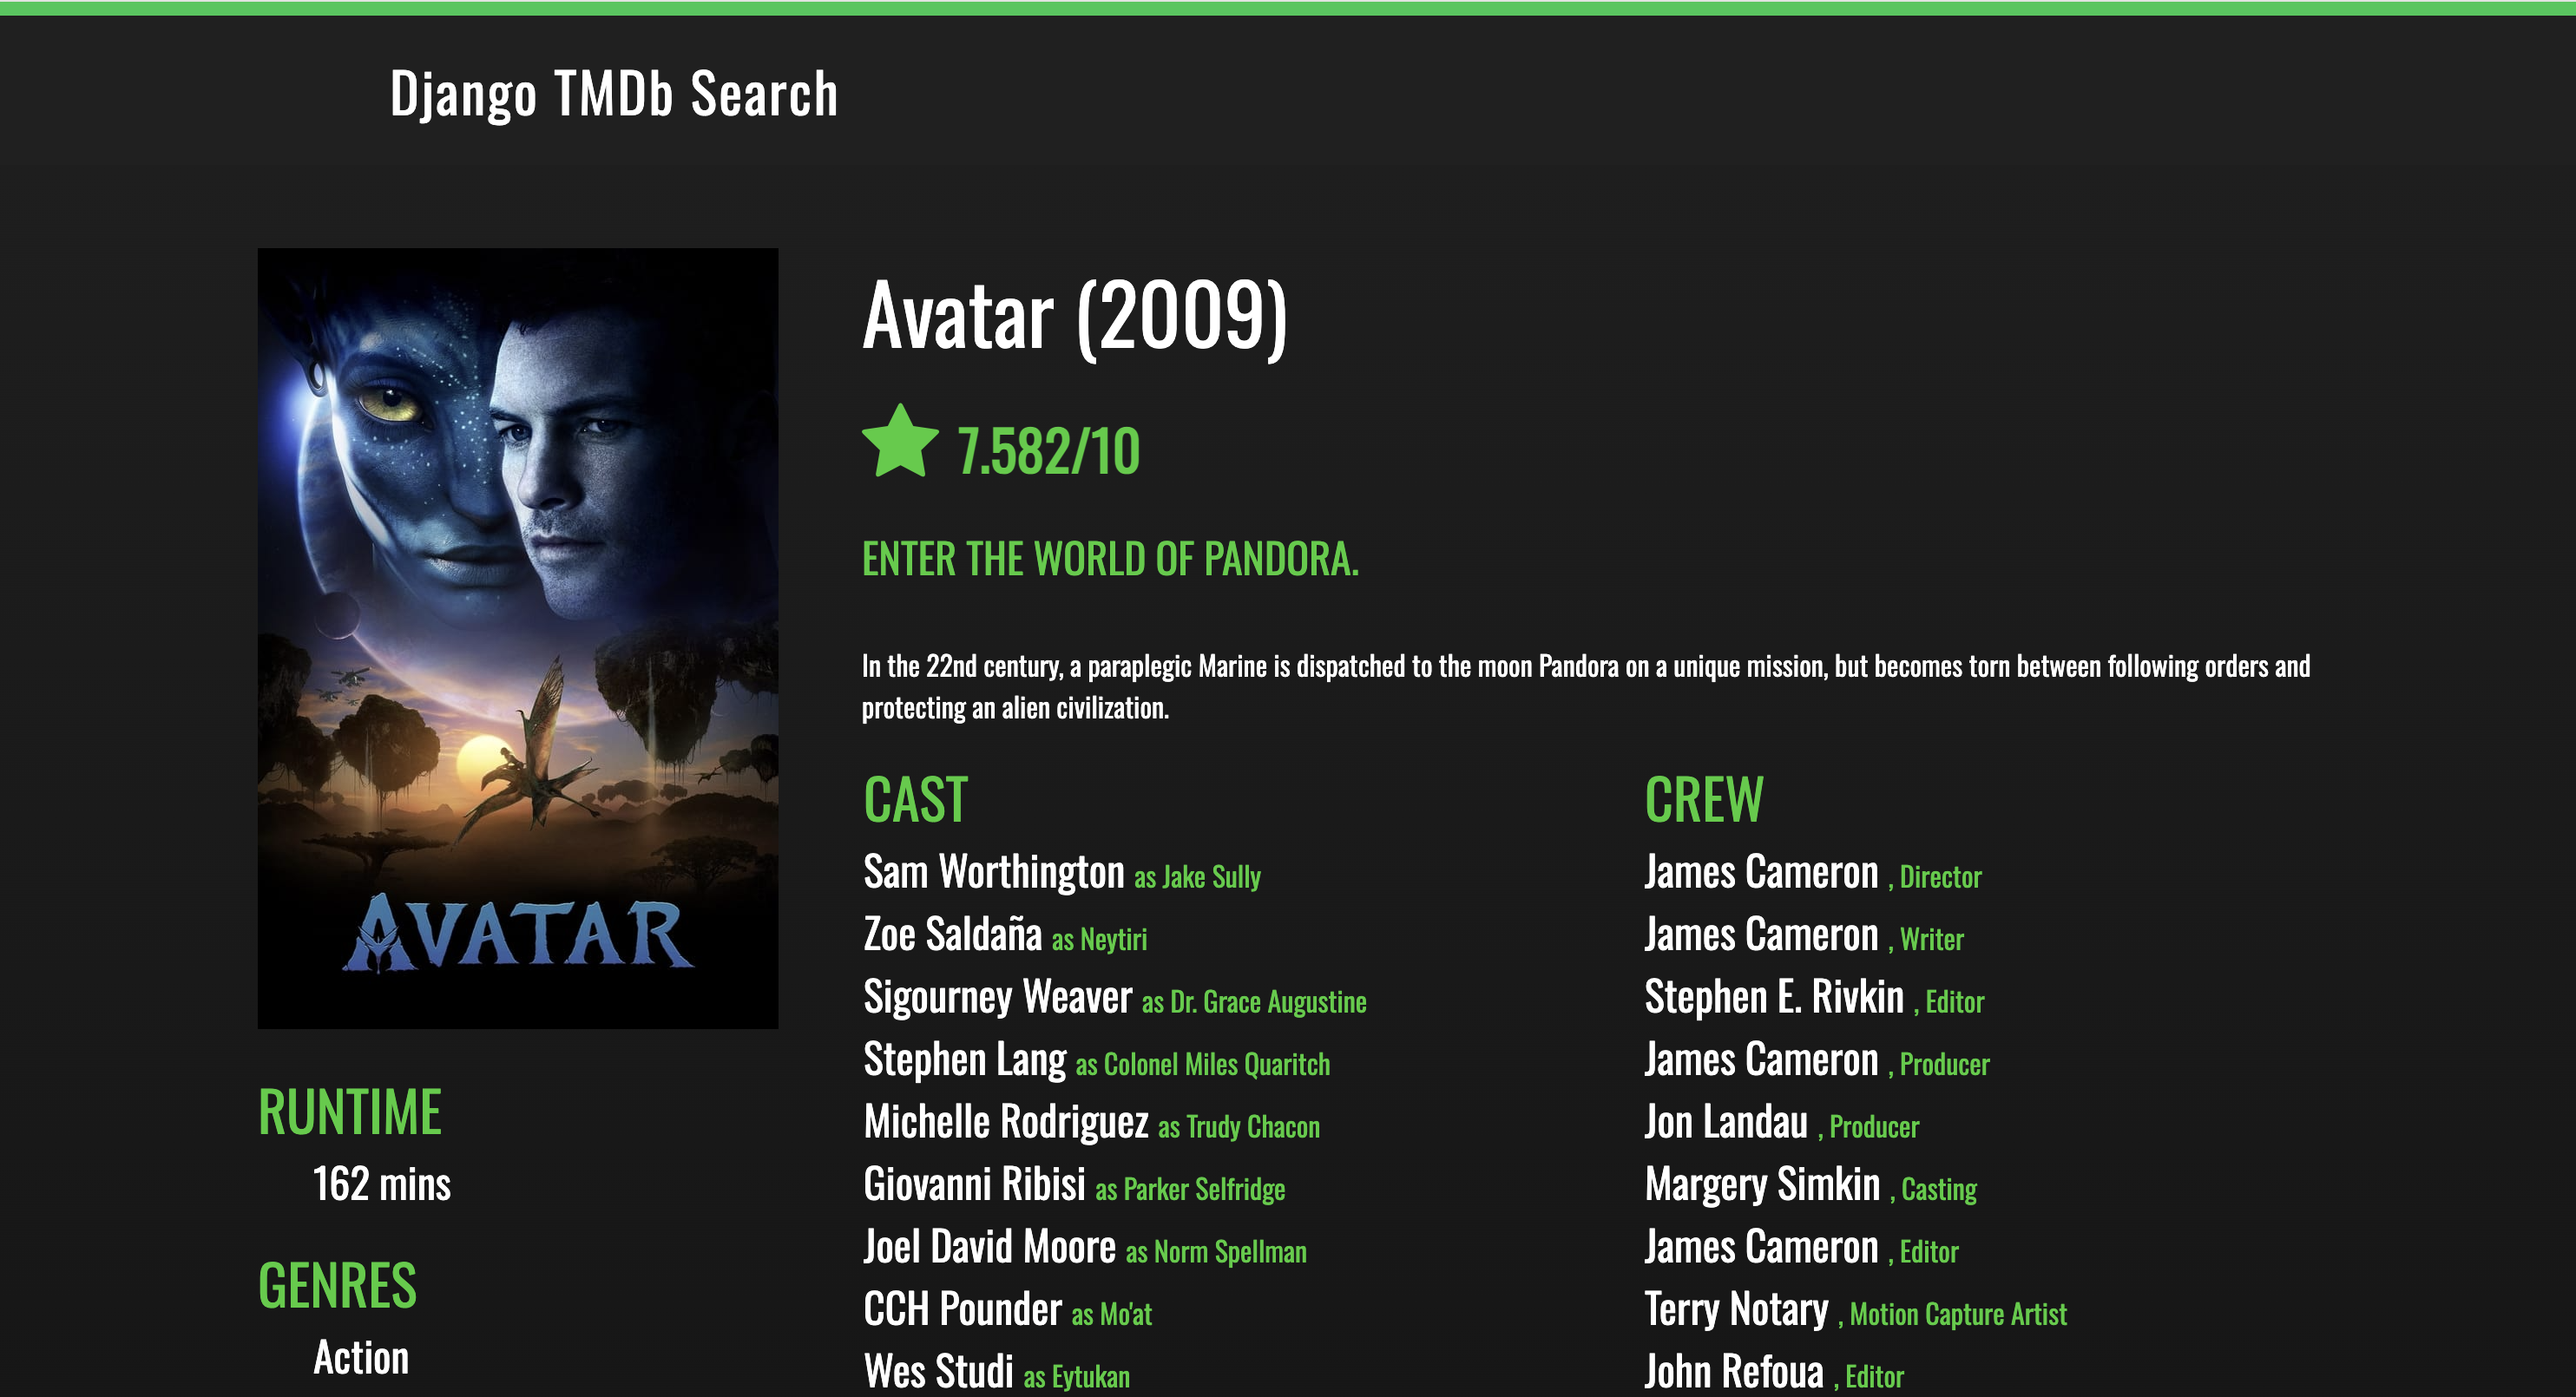 Django TMDb Search
Avatar (2009)
7.582/10
ENTER THE WORLD OF PANDORA.
In the 22nd century, a paraplegic Marine is dispatched to the moon Pandora on a unique mission, but becomes torn between following orders and
protecting an alien civilization.
AVATAR
RUNTIME
162 mins
GENRES
Action
CAST
Sam Worthington as Jake Sully
Zoe Saldaña as Neytiri
Sigourney Weaver as Dr. Grace Augustine
Stephen Lang as Colonel Miles Quaritch
Michelle Rodriguez as Trudy Chacon
Giovanni Ribisi as Parker Selfridge
Joel David Moore as Norm Spellman
CCH Pounder as Mo'at
Wes Studi as Eytukan
CREW
James Cameron , Director
James Cameron , Writer
Stephen E. Rivkin , Editor
James Cameron , Producer
Jon Landau , Producer
Margery Simkin , Casting
James Cameron , Editor
Terry Notary , Motion Capture Artist
John Refoua , Editor